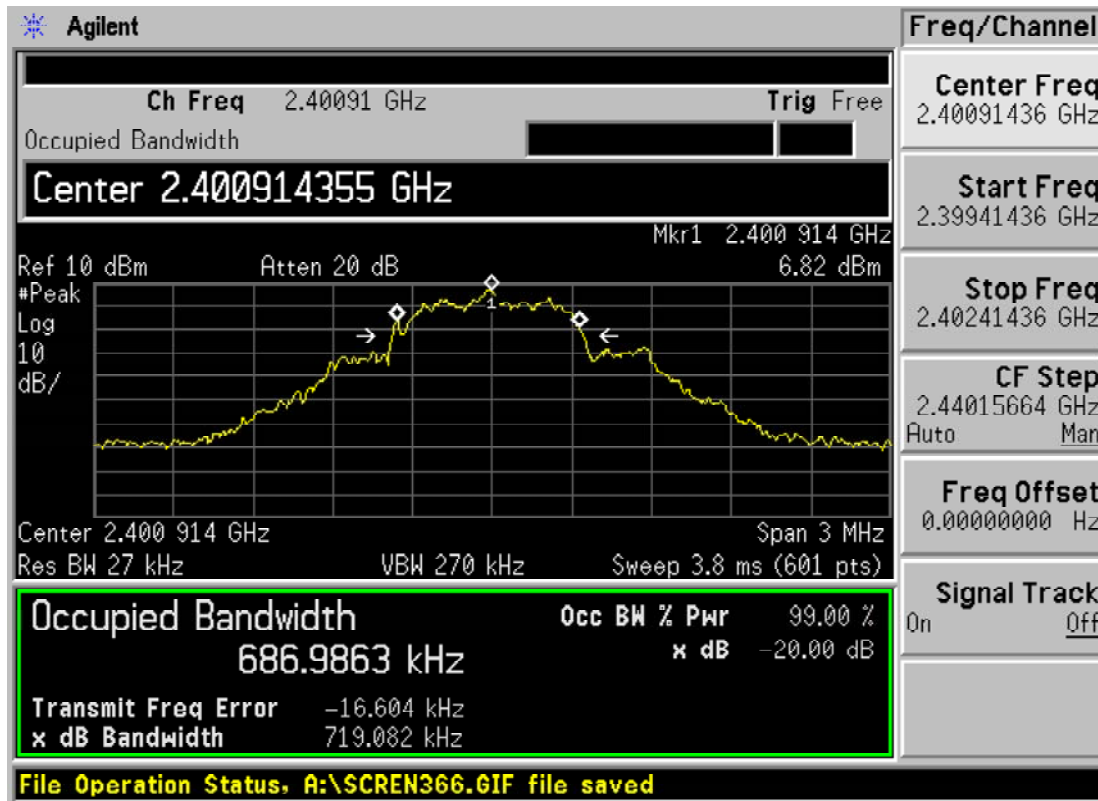 Agilent
Freq/Channel
Ch Freq 2.40091 GHz Trig Free
Occupied Bandwidth
Center 2.400914355 GHz
Mkr1 2.400 914 GHz
Ref 10 dBm Atten 20 dB 6.82 dBm
#Peak
Log
10
dB/
1
Center 2.400 914 GHz Span 3 MHz
Res BW 27 kHz VBW 270 kHz Sweep 3.8 ms (601 pts)
Occupied Bandwidth
686.9863 kHz
Occ BW % Pwr 99.00 %
x dB -20.00 dB
Transmit Freq Error -16.604 kHz
x dB Bandwidth 719.082 kHz
File Operation Status, A:\SCREN366.GIF file saved
Center Freq
2.40091436 GHz
Start Freq
2.39941436 GHz
Stop Freq
2.40241436 GHz
CF Step
2.44015664 GHz
Auto Man
Freq Offset
0.00000000 Hz
Signal Track
On Off